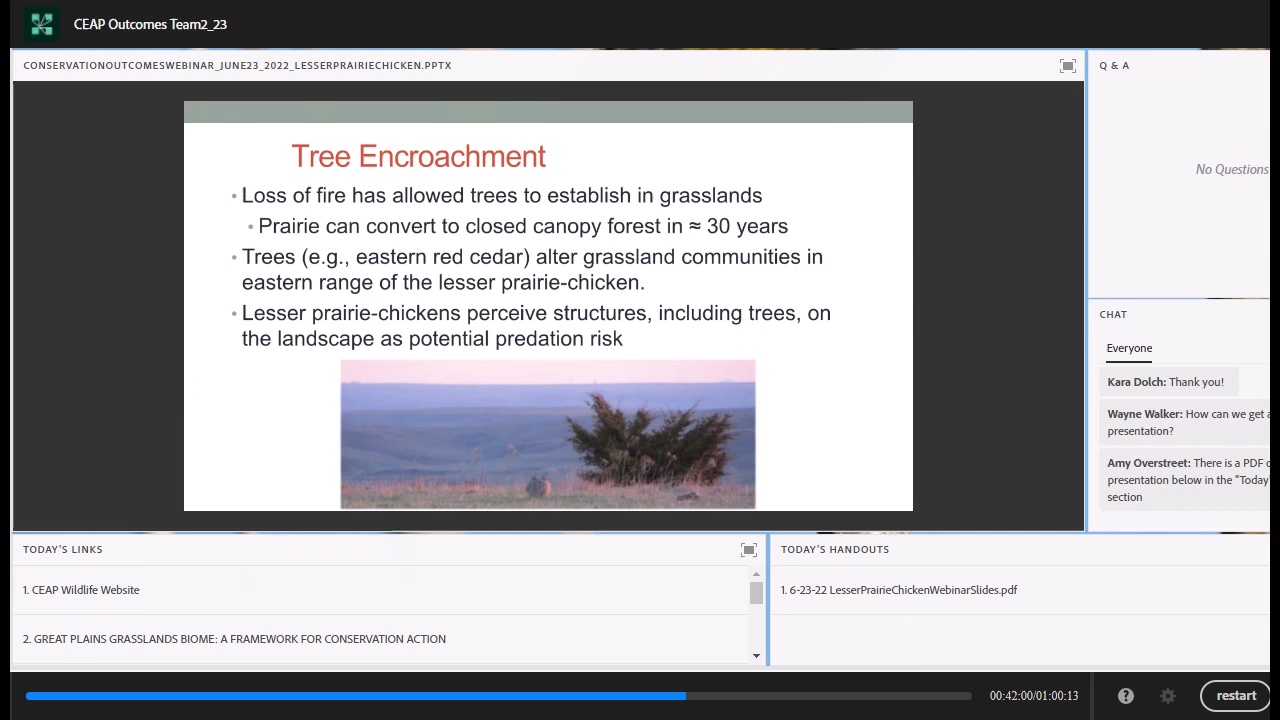 CEAP Outcomes Team2_23
CONSERVATIONOUTCOMESWEBINAR_JUNE23_2022_LESSERPRAIRIECHICKEN.PPTX
Tree Encroachment
• Loss of fire has allowed trees to establish in grasslands
• Prairie can convert to closed canopy forest in ≈ 30 years
• Trees (e.g., eastern red cedar) alter grassland communities in
eastern range of the lesser prairie-chicken.
• Lesser prairie-chickens perceive structures, including trees, on
the landscape as potential predation risk
Q & A
No Questions
CHAT
Everyone
Kara Dolch: Thank you!
Wayne Walker: How can we get a
presentation?
Amy Overstreet: There is a PDF
presentation below in the "Today'
section
TODAY'S LINKS
1. CEAP Wildlife Website
2. GREAT PLAINS GRASSLANDS BIOME: A FRAMEWORK FOR CONSERVATION ACTION
TODAY'S HANDOUTS
1. 6-23-22 LesserPrairieChickenWebinarSlides.pdf
00:42:00/01:00:13
?
restart